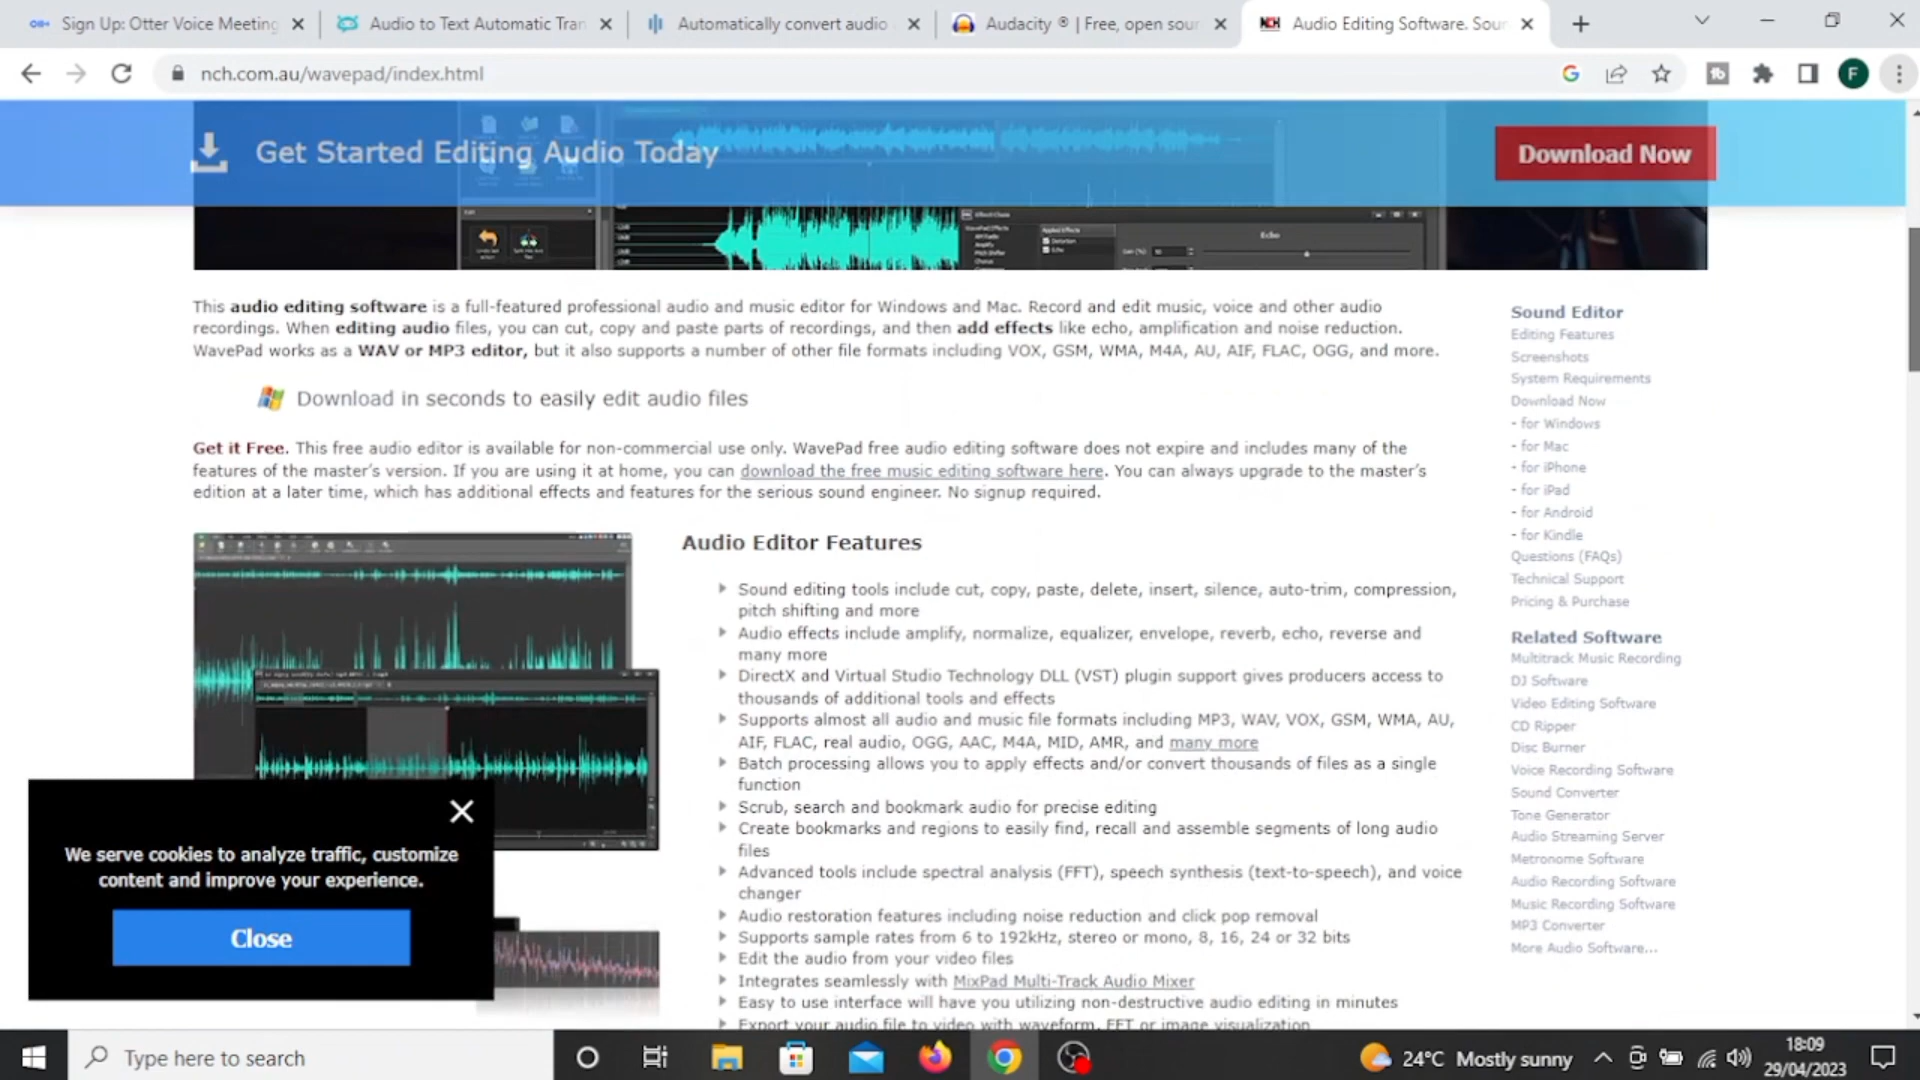 Sign Up: Otter Voice Meeting
Audio to Text Automatic Tran
Automatically convert audio
Audacity ® | Free, open sour
Audio Editing Software. Sour
nch.com.au/wavepad/index.html
F
Get Started Editing Audio Today
Download Now
Echo
This audio editing software is a full-featured professional audio and music editor for Windows and Mac. Record and edit music, voice and other audio
recordings. When editing audio files, you can cut, copy and paste parts of recordings, and then add effects like echo, amplification and noise reduction.
WavePad works as a WAV or MP3 editor, but it also supports a number of other file formats including VOX, GSM, WMA, M4A, AU, AIF, FLAC, OGG, and more.
Download in seconds to easily edit audio files
Get it Free. This free audio editor is available for non-commercial use only. WavePad free audio editing software does not expire and includes many of the
features of the master's version. If you are using it at home, you can download the free music editing software here. You can always upgrade to the master's
edition at a later time, which has additional effects and features for the serious sound engineer. No signup required.
Audio Editor Features
Sound editing tools include cut, copy, paste, delete, insert, silence, auto-trim, compression,
pitch shifting and more
Audio effects include amplify, normalize, equalizer, envelope, reverb, echo, reverse and
many more
DirectX and Virtual Studio Technology DLL (VST) plugin support gives producers access to
thousands of additional tools and effects
Supports almost all audio and music file formats including MP3, WAV, VOX, GSM, WMA, AU,
AIF, FLAC, real audio, OGG, AAC, M4A, MID, AMR, and many more
Batch processing allows you to apply effects and/or convert thousands of files as a single
function
Scrub, search and bookmark audio for precise editing
Create bookmarks and regions to easily find, recall and assemble segments of long audio
files
Advanced tools include spectral analysis (FFT), speech synthesis (text-to-speech), and voice
changer
Audio restoration features including noise reduction and click pop removal
Supports sample rates from 6 to 192kHz, stereo or mono, 8, 16, 24 or 32 bits
Edit the audio from your video files
Integrates seamlessly with MixPad Multi-Track Audio Mixer
Easy to use interface will have you utilizing non-destructive audio editing in minutes
Export your audio file to video with waveform, FFT or image visualization
Sound Editor
Editing Features
Screenshots
System Requirements
Download Now
- for Windows
- for Mac
- for iPhone
- for iPad
- for Android
- for Kindle
Questions (FAQs)
Technical Support
Pricing & Purchase
Related Software
Multitrack Music Recording
DJ Software
Video Editing Software
CD Ripper
Disc Burner
Voice Recording Software
Sound Converter
Tone Generator
Audio Streaming Server
Metronome Software
Audio Recording Software
Music Recording Software
MP3 Converter
More Audio Software...
We serve cookies to analyze traffic, customize
content and improve your experience.
Close
Type here to search
24°C Mostly sunny
18:09
29/04/2023